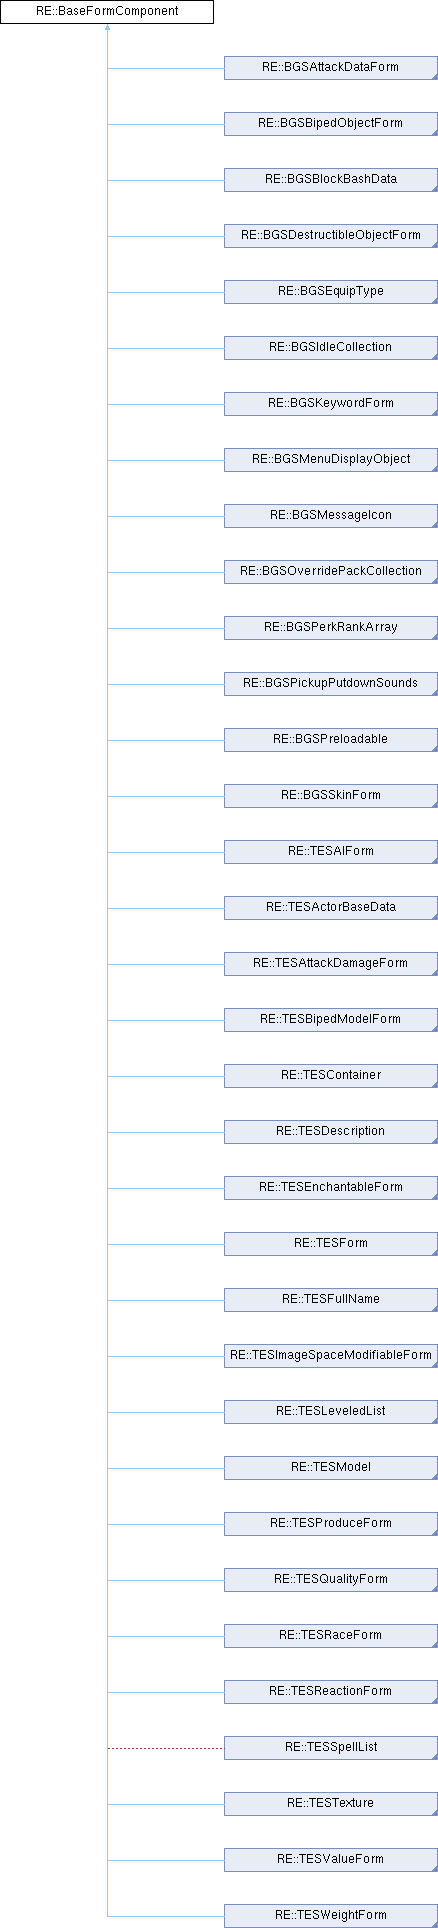 RE::BaseFormComponent
RE::BGSAttackDataForm
RE::BGSBipedObjectForm
RE::BGSBlockBashData
RE::BGSDestructibleObjectForm
RE::BGSEquipType
RE::BGSIdleCollection
RE::BGSKeywordForm
RE::BGSMenuDisplayObject
RE::BGSMessageIcon
RE::BGSOverridePackCollection
RE::BGSPerkRankArray
RE::BGSPickupPutdownSounds
RE::BGSPreloadable
RE::BGSSkinForm
RE::TESAIForm
RE::TESActorBaseData
RE::TESAttackDamageForm
RE::TESBipedModelForm
RE::TESContainer
RE::TESDescription
RE::TESEnchantableForm
RE::TESForm
RE::TESFullName
RE::TESImageSpaceModifiableForm
RE::TESLeveledList
RE::TESModel
RE::TESProduceForm
RE::TESQualityForm
RE::TESRaceForm
RE::TESReactionForm
RE::TESSpellList
RE::TESTexture
RE::TESValueForm
RE::TESWeightForm